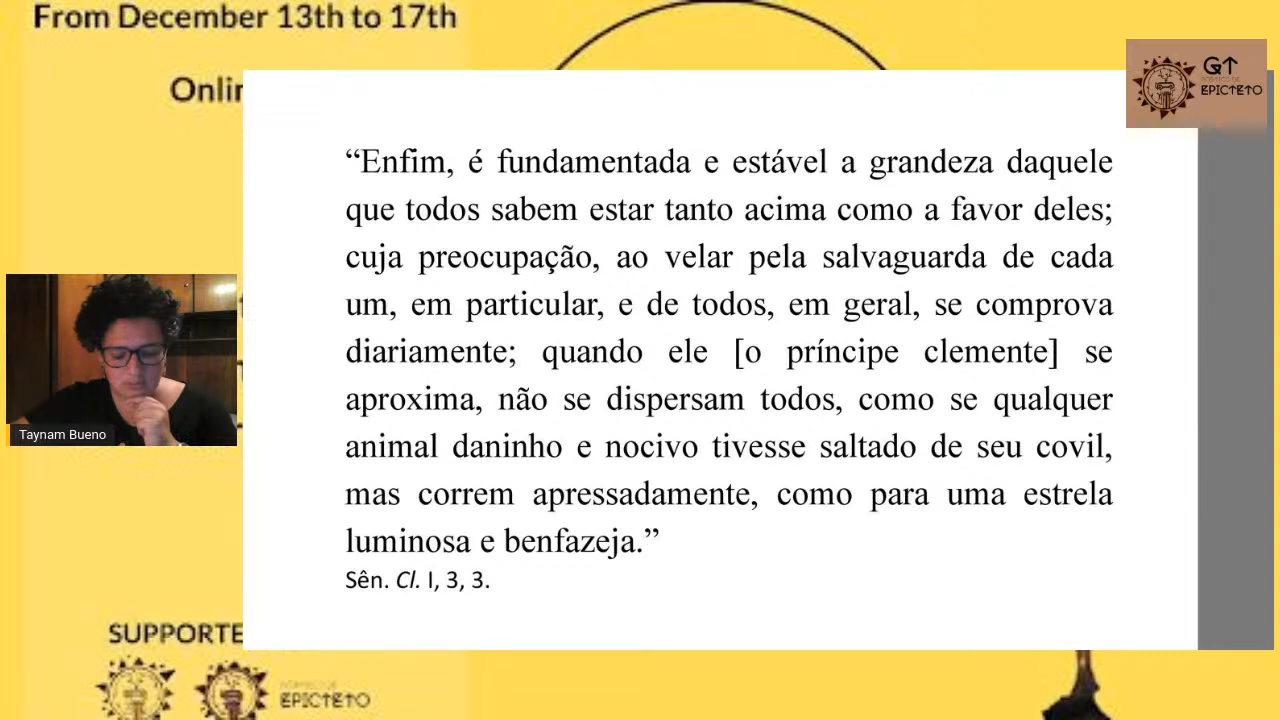 From December 13th to 17th
Onlin
GT
EPICTETO
“Enfim, é fundamentada e estável a grandeza daquele
que todos sabem estar tanto acima como a favor deles;
cuja preocupação, ao velar pela salvaguarda de cada
um, em particular, e de todos, em geral, se comprova
diariamente; quando ele [o príncipe clemente] se
aproxima, não se dispersam todos, como se qualquer
animal daninho e nocivo tivesse saltado de seu covil,
mas correm apressadamente, como para uma estrela
luminosa e benfazeja.”
Sên. Cl. I, 3, 3.
Taynam Bueno
SUPPORTE
EPICTETO